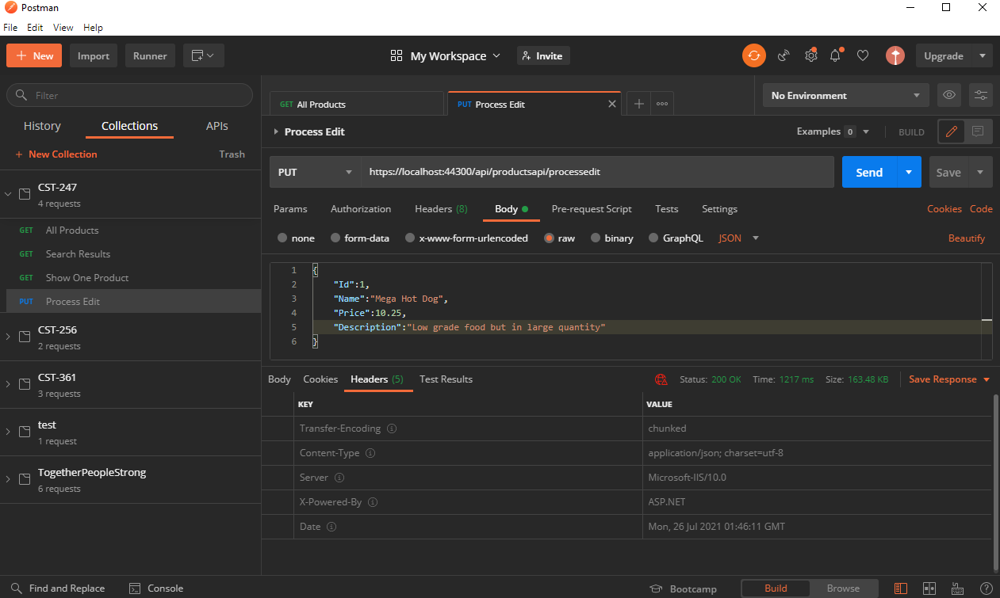 Postman
File Edit View Help
New Import Runner My Workspace Invite Upgrade
Filter
History Collections APIs
New Collection Trash
CST-247
4 requests
GET All Products
GET Search Results
GET Show One Product
PUT Process Edit
CST-256
2 requests
CST-361
3 requests
test
1 request
TogetherPeopleStrong
6 requests
GET All Products PUT Process Edit No Environment
Process Edit Examples 0 BUILD
PUT https://localhost:44300/api/productsapi/processedit Send Save
Params Authorization Headers (8) Body Pre-request Script Tests Settings Cookies Code
none form-data x-www-form-urlencoded raw binary GraphQL JSON Beautify
1 {
2 "Id":1,
3 "Name":"Mega Hot Dog",
4 "Price":10.25,
5 "Description":"Low grade food but in large quantity"
6 }
Body Cookies Headers (5) Test Results Status: 200 OK Time: 1217 ms Size: 163.48 KB Save Response
KEY VALUE
Transfer-Encoding chunked
Content-Type application/json; charset=utf-8
Server Microsoft-IIS/10.0
X-Powered-By ASP.NET
Date Mon, 26 Jul 2021 01:46:11 GMT
Find and Replace Console Bootcamp Build Browse